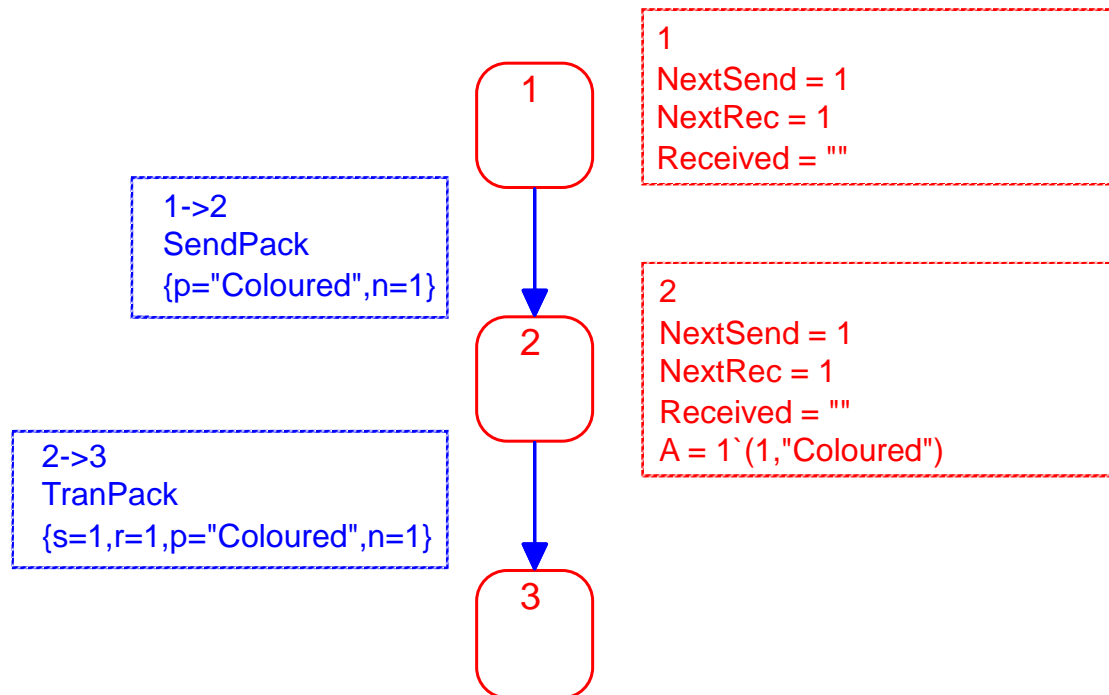 1
1
NextSend = 1
NextRec = 1
Received = ""
1->2
SendPack
{p="Coloured",n=1}
2
2
NextSend = 1
NextRec = 1
Received = ""
A = 1`(1,"Coloured")
2->3
TranPack
{s=1,r=1,p="Coloured",n=1}
3